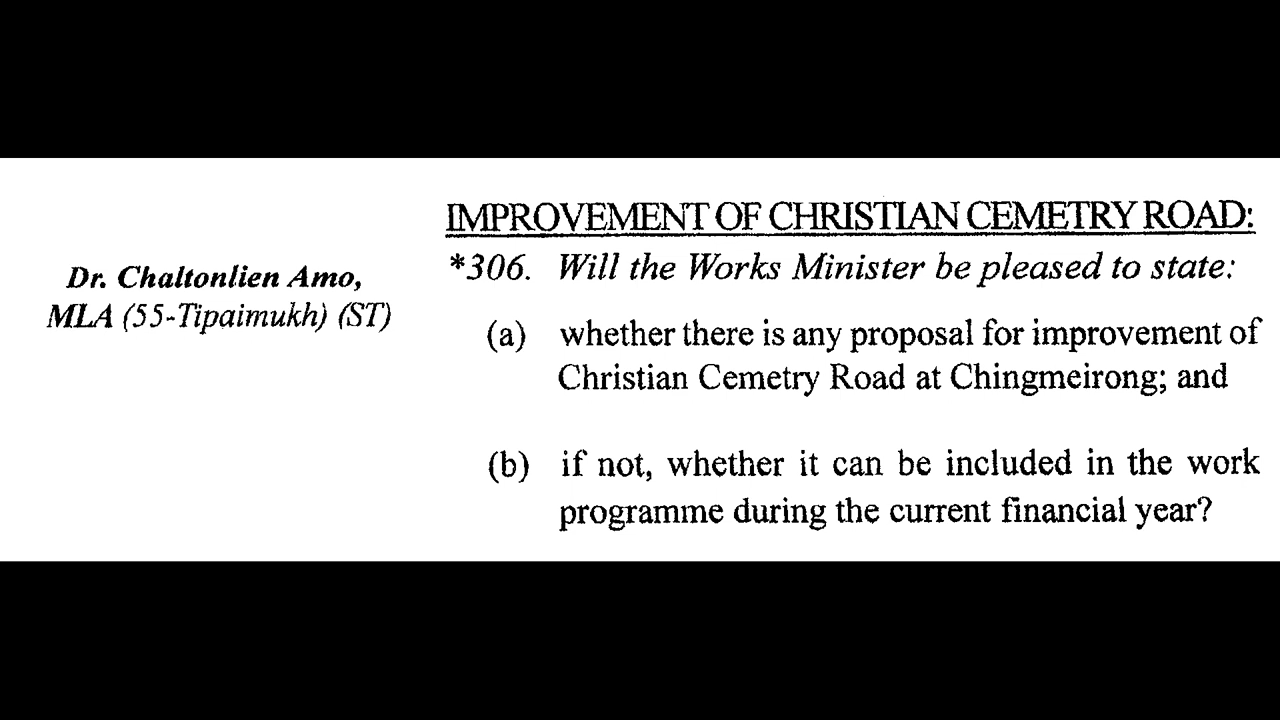 IMPROVEMENT OF CHRISTIAN CEMETRY ROAD:
Dr. Chaltonlien Amo,
MLA (55-Tipaimukh) (ST)
*306. Will the Works Minister be pleased to state:
(a) whether there is any proposal for improvement of
Christian Cemetry Road at Chingmeirong; and
(b) if not, whether it can be included in the work
programme during the current financial year?